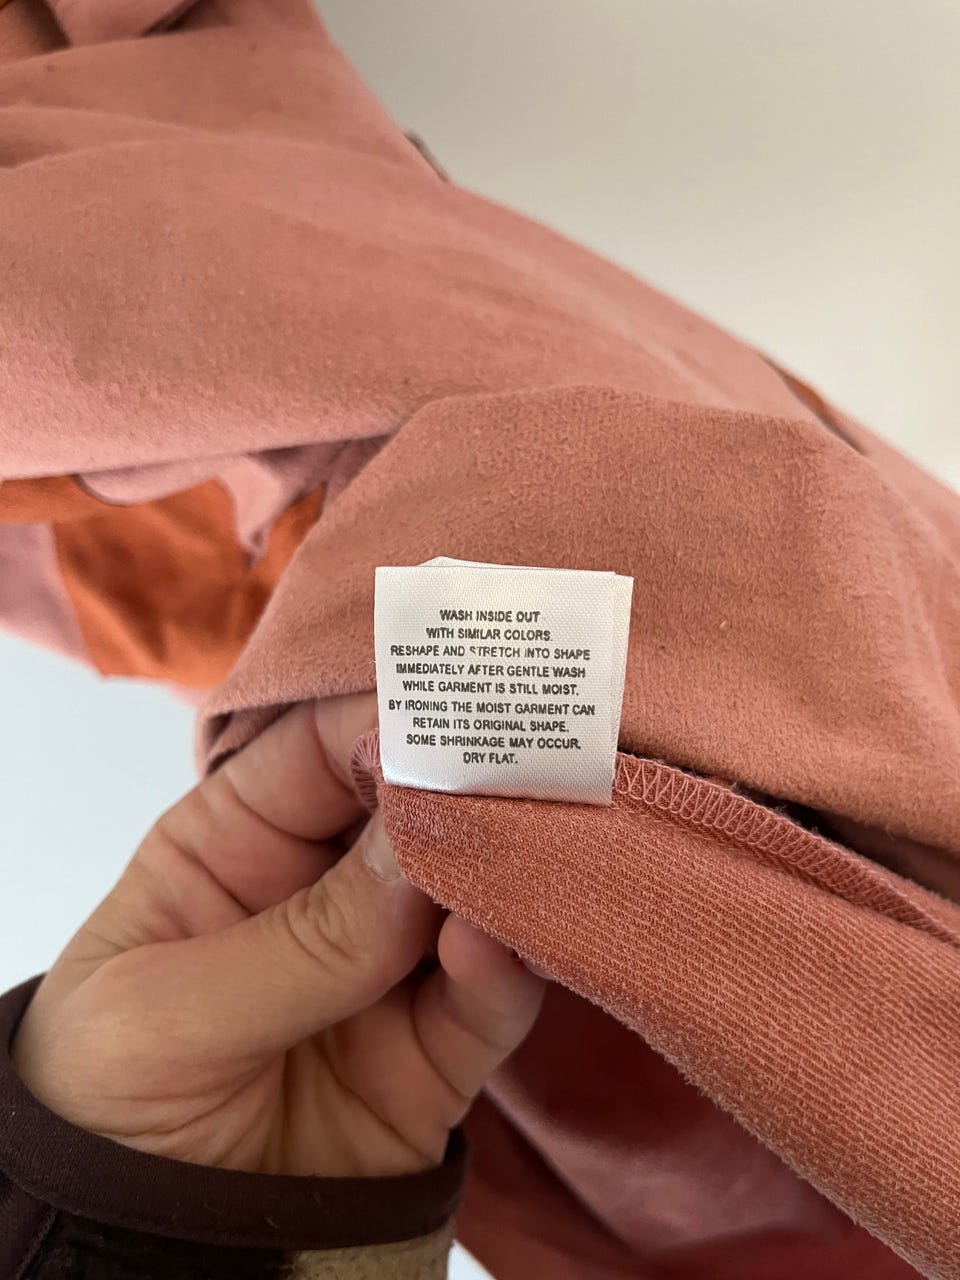 WASH INSIDE OUT
WITH SIMILAR COLORS.
RESHAPE AND STRETCH INTO SHAPE
IMMEDIATELY AFTER GENTLE WASH
WHILE GARMENT IS STILL MOIST.
BY IRONING THE MOIST GARMENT CAN
RETAIN ITS ORIGINAL SHAPE.
SOME SHRINKAGE MAY OCCUR.
DRY FLAT.